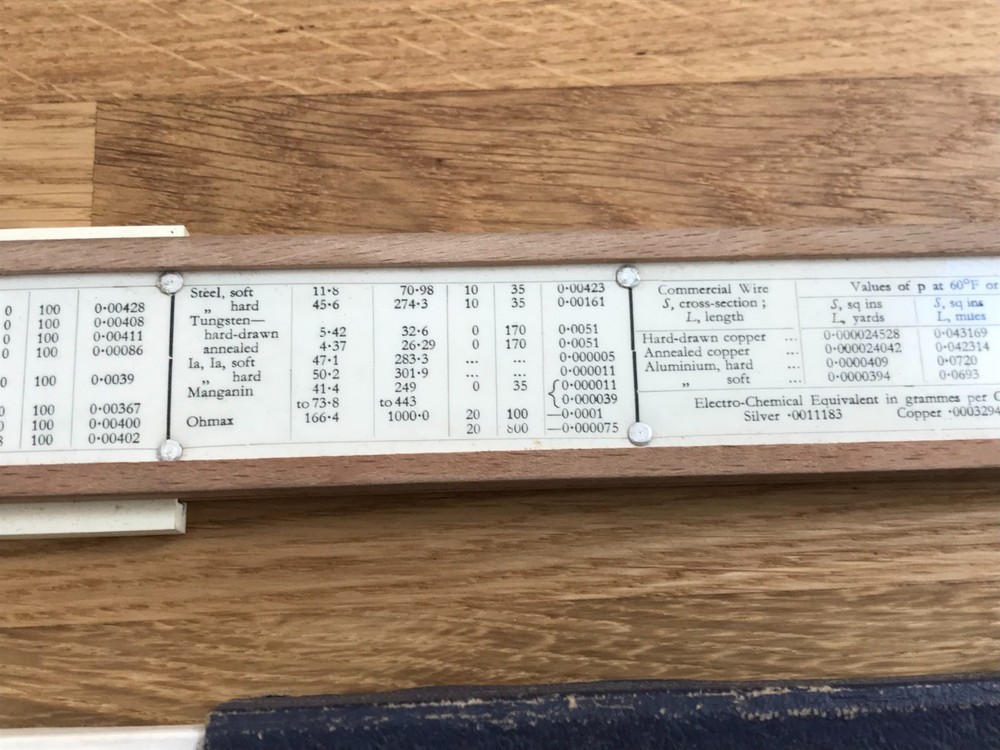 0 100 0·00428
100 0·00408
0 100 0·00411
0 100 0·00086
0 100 0·0039
0 100 0·00367
0 100 0·00400
8 100 0·00402
Steel, soft 11·8 70·98 10 35 0·00423
„ hard 45·6 274·3 10 35 0·00161
Tungsten—
hard-drawn 5·42 32·6 0 170 0·0051
annealed 4·37 26·29 0 170 0·0051
Ia, Ia, soft 47·1 283·3 ... ... 0·000005
„ hard 50·2 301·9 ... ... 0·000011
Manganin 41·4 249 0 35 { 0·000011
to 73·8 to 443 0·000039
Ohmax 166·4 1000·0 20 100 —0·0001
20 800 —0·000075
Commercial Wire
S, cross-section ;
L, length
Values of p at 60°F or
S, sq ins S, sq ins
L, yards L, miles
Hard-drawn copper ... 0·000024528 0·043169
Annealed copper ... 0·000024042 0·042314
Aluminium, hard ... 0·0000409 0·0720
„ soft ... 0·0000394 0·0693
Electro-Chemical Equivalent in grammes per
Silver ·0011183 Copper ·0003294